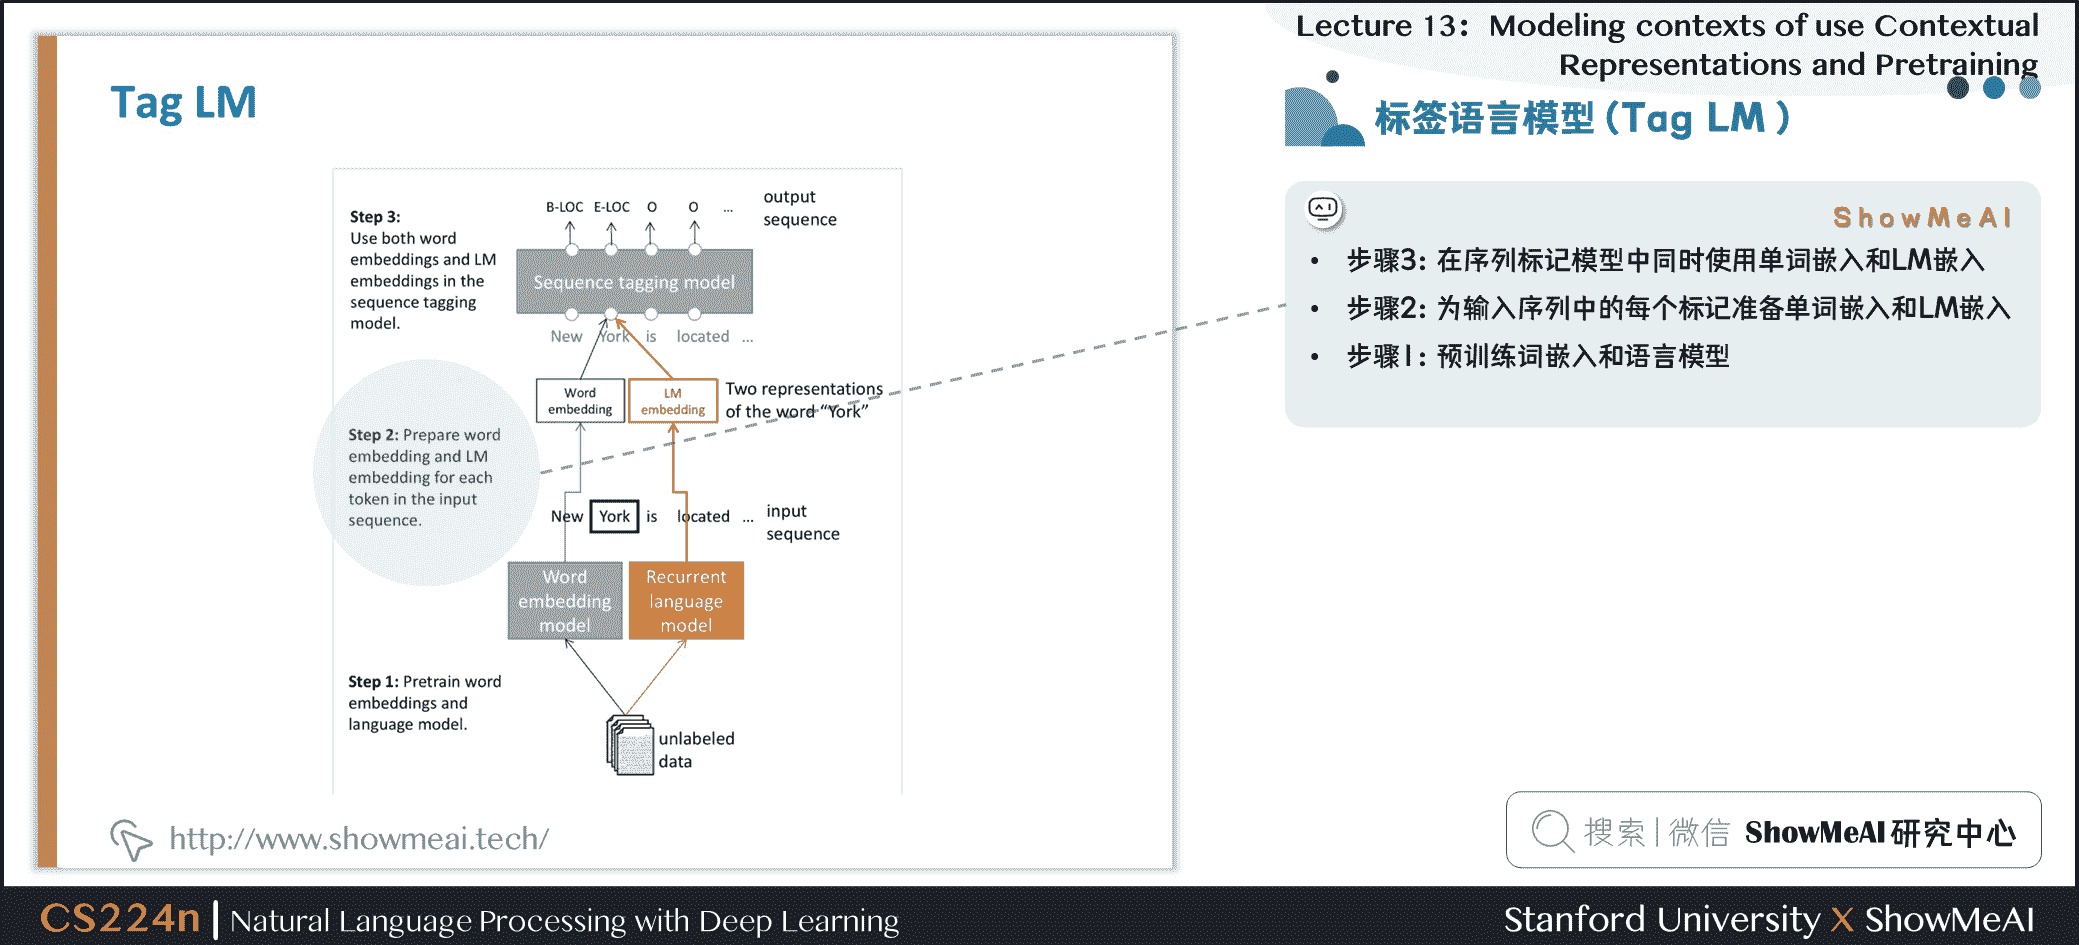 Lecture 13: Modeling contexts of use Contextual
Representations and Pretraining
Tag LM
标签语言模型(Tag LM )
Step 3:
Use both word
embeddings and LM
embeddings in the
sequence tagging
model.
B-LOC E-LOC O O ...
output
sequence
Sequence tagging model
New York is located ...
Word
embedding
LM
embedding
Two representations
of the word “York”
Step 2: Prepare word
embedding and LM
embedding for each
token in the input
sequence.
New York is located ...
input
sequence
Word
embedding
model
Recurrent
language
model
Step 1: Pretrain word
embeddings and
language model.
unlabeled
data
ShowMeAI
• 步骤3: 在序列标记模型中同时使用单词嵌入和LM嵌入
• 步骤2: 为输入序列中的每个标记准备单词嵌入和LM嵌入
• 步骤1: 预训练词嵌入和语言模型
http://www.showmeai.tech/
搜索|微信 ShowMeAI 研究中心
CS224n | Natural Language Processing with Deep Learning
Stanford University X ShowMeAI